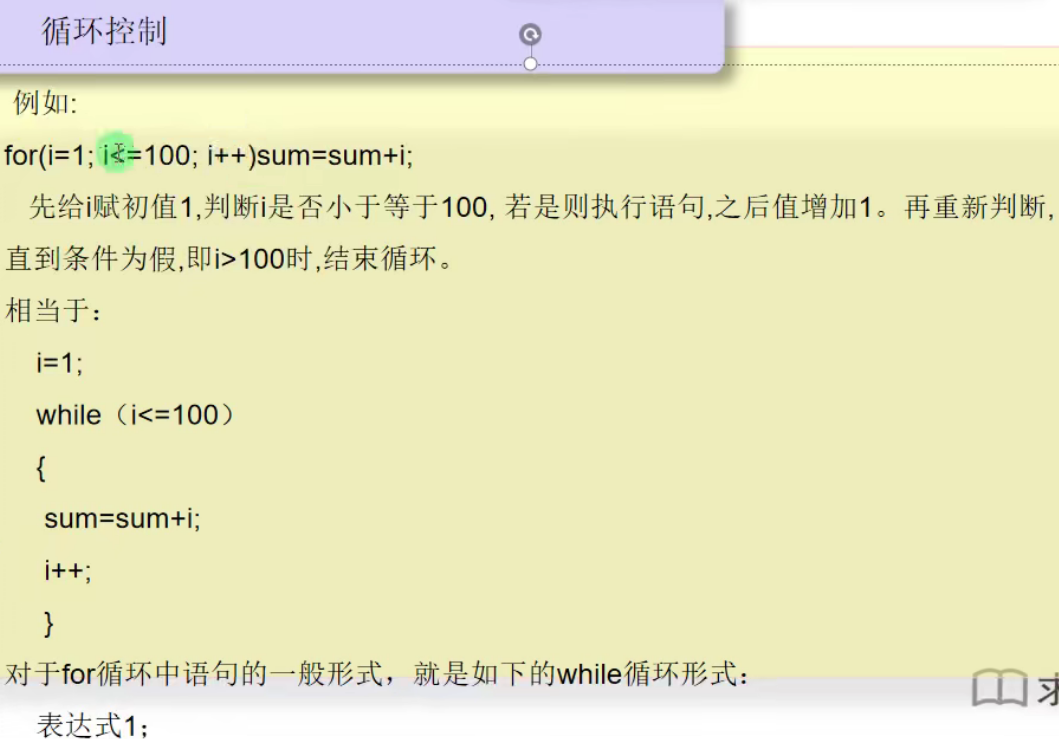 循环控制
例如:
for(i=1; i<=100; i++)sum=sum+i;
先给i赋初值1,判断i是否小于等于100, 若是则执行语句,之后值增加1。再重新判断,
直到条件为假,即i>100时,结束循环。
相当于：
i=1;
while（i<=100）
{
sum=sum+i;
i++;
}
对于for循环中语句的一般形式，就是如下的while循环形式：
求
表达式1；